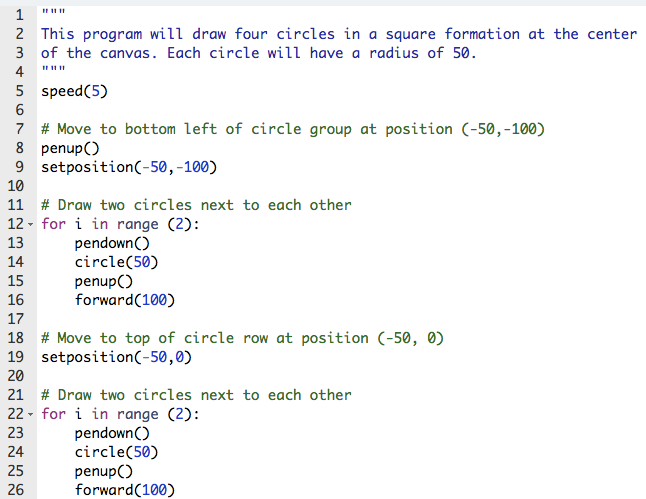 1 """
2 This program will draw four circles in a square formation at the center
3 of the canvas. Each circle will have a radius of 50.
4 """
5 speed(5)
6
7 # Move to bottom left of circle group at position (-50,-100)
8 penup()
9 setposition(-50,-100)
10
11 # Draw two circles next to each other
12 for i in range (2):
13     pendown()
14     circle(50)
15     penup()
16     forward(100)
17
18 # Move to top of circle row at position (-50, 0)
19 setposition(-50,0)
20
21 # Draw two circles next to each other
22 for i in range (2):
23     pendown()
24     circle(50)
25     penup()
26     forward(100)